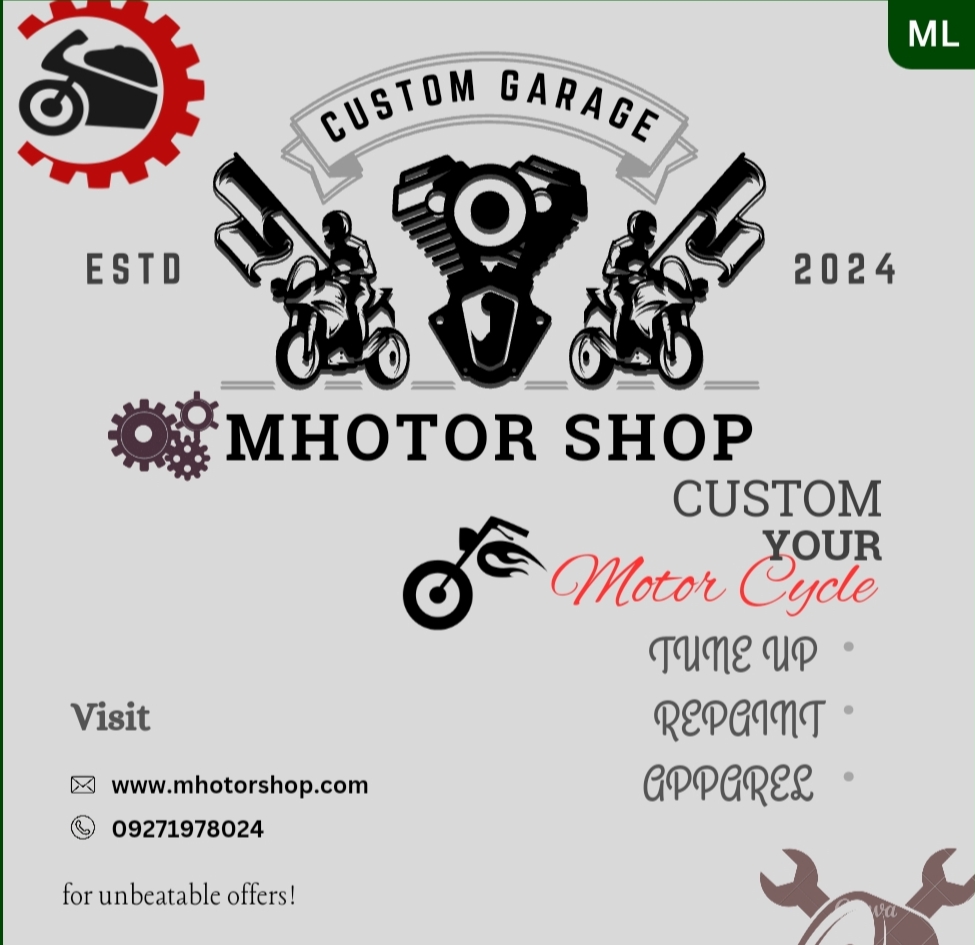 ML
CUSTOM GARAGE
ESTD
2024
MHOTOR SHOP
CUSTOM
YOUR
Motor Cycle
TUNE UP
REPAINT
APPAREL
Visit
www.mhotorshop.com
09271978024
for unbeatable offers!